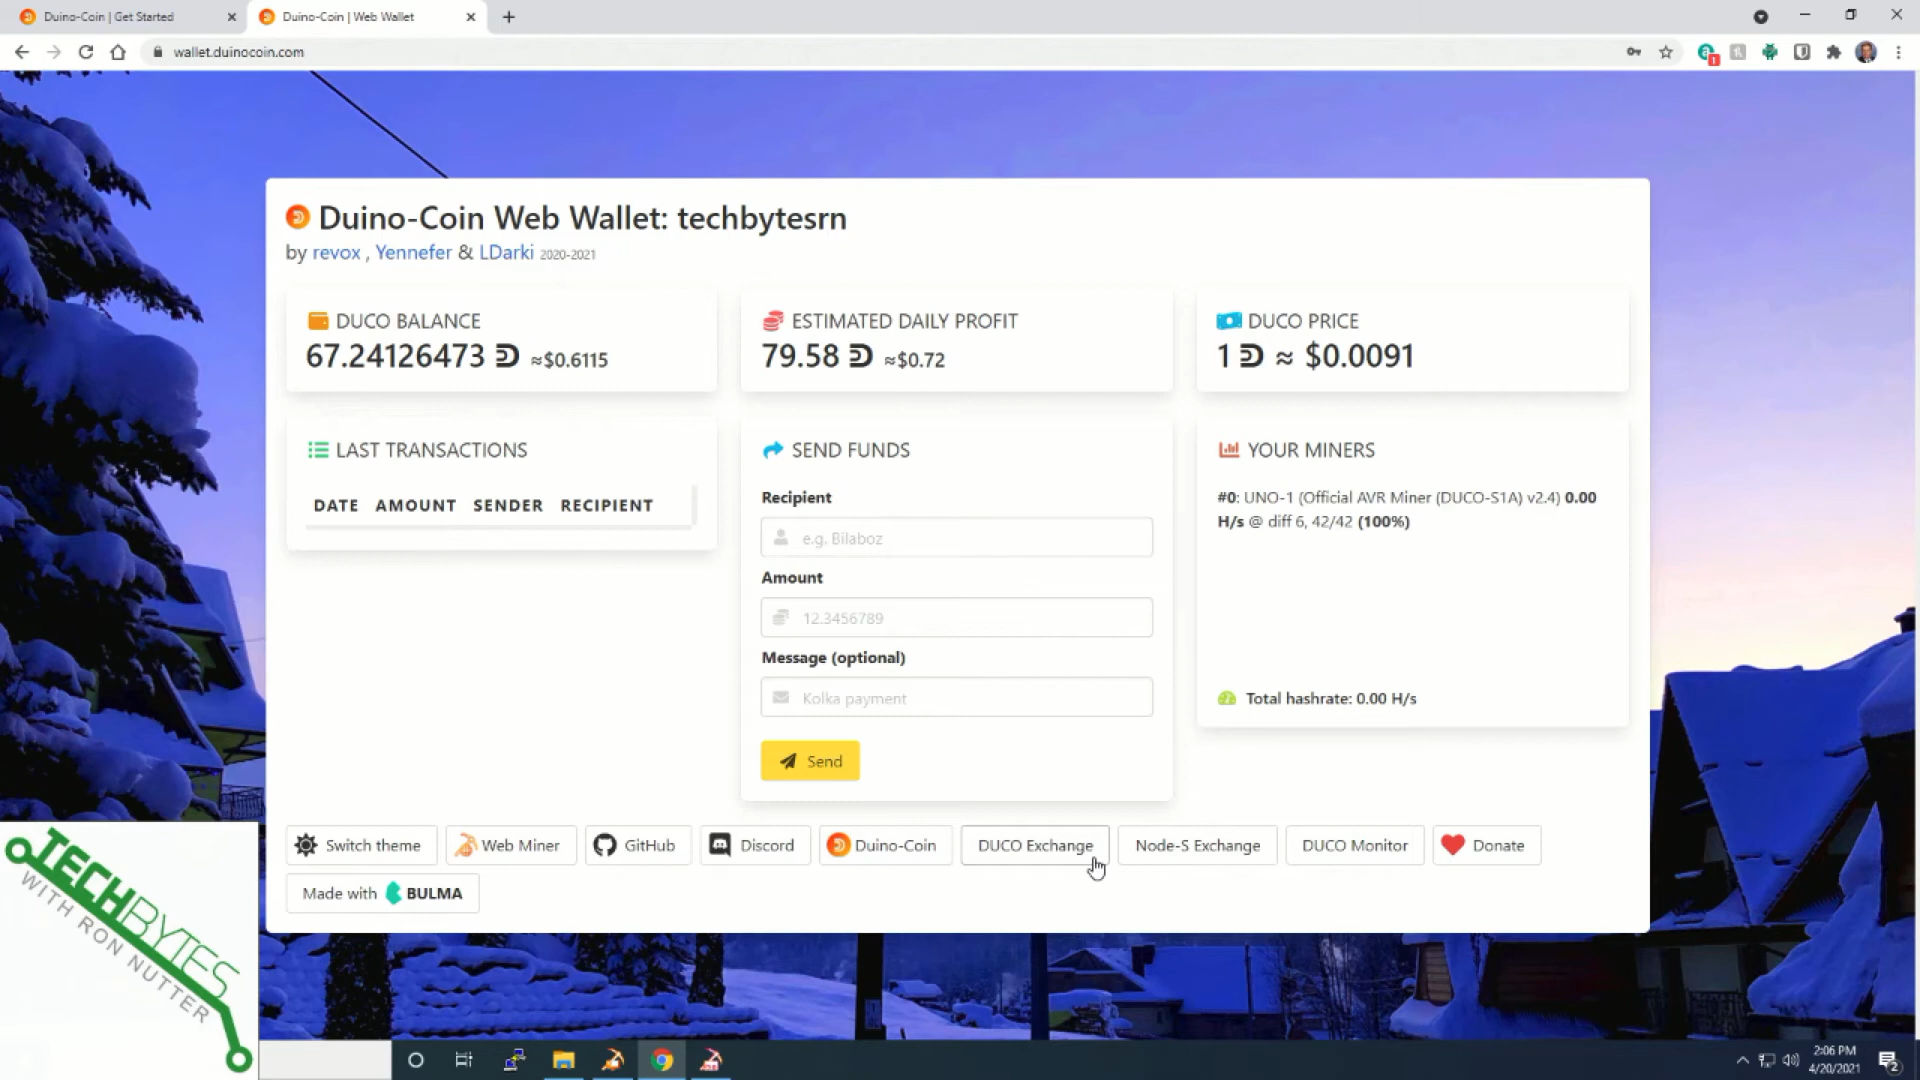 Duino-Coin | Get Started
Duino-Coin | Web Wallet
wallet.duinocoin.com
1
Duino-Coin Web Wallet: techbytesrn
by revox , Yennefer & LDarki 2020-2021
DUCO BALANCE
67.24126473 ≈$0.6115
ESTIMATED DAILY PROFIT
79.58 ≈$0.72
DUCO PRICE
1 ≈ $0.0091
LAST TRANSACTIONS
DATE AMOUNT SENDER RECIPIENT
SEND FUNDS
Recipient
e.g. Bilaboz
Amount
12.3456789
Message (optional)
Kolka payment
Send
YOUR MINERS
#0: UNO-1 (Official AVR Miner (DUCO-S1A) v2.4) 0.00
H/s @ diff 6, 42/42 (100%)
Total hashrate: 0.00 H/s
Switch theme
Web Miner
GitHub
Discord
Duino-Coin
DUCO Exchange
Node-S Exchange
DUCO Monitor
Donate
Made with BULMA
TECHBYTES
WITH RON NUTTER
2:06 PM
4/20/2021
2